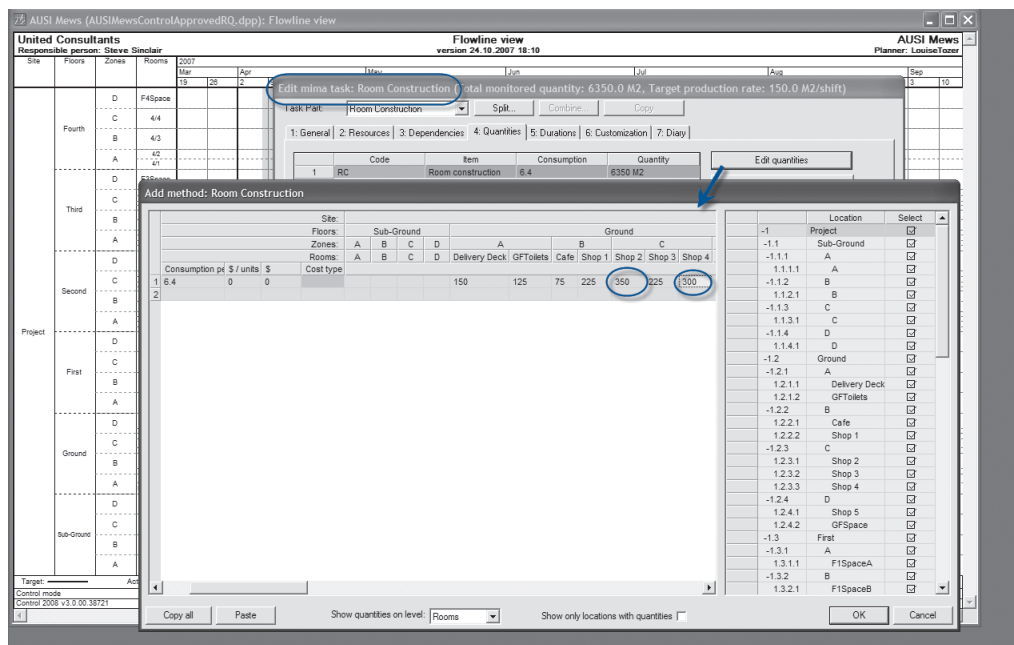 AUSI Mews (AUSIMewsControlApprovedRQ.dpp): Flowline view
United Consultants Flowline view AUSI Mews
Responsible person: Steve Sinclair version 24.10.2007 18:10 Planner: LouiseTozer
Site Floors Zones Rooms 2007
Mar Apr May Jun Jul Aug Sep
19 26 2 3 10
Edit mima task: Room Construction (Total monitored quantity: 6350.0 M2, Target production rate: 150.0 M2/shift)
Task Part: Room Construction Split... Combine... Copy
1: General 2: Resources 3: Dependencies 4: Quantities 5: Durations 6: Customization 7: Diary
Code Item Consumption Quantity Edit quantities
1 RC Room construction 6.4 6350 M2
Project
Fourth
D F4Space
C 4/4
B 4/3
A 4/2
4/1
Third
D F3Space
C
B
A
Second
D
C
B
A
First
D
C
B
A
Ground
D
C
B
A
Sub-Ground
D
C
B
A
Target: Act
Control mode
Control 2008 v3.0.00.38721
Add method: Room Construction
Site:
Floors: Sub-Ground Ground
Zones: A B C D A B C
Rooms: A B C D Delivery Deck GFToilets Cafe Shop 1 Shop 2 Shop 3 Shop 4
Consumption pe $ / units $ Cost type
1 6.4 0 0 150 125 75 225 350 225 300
2
Location Select
-1 Project
-1.1 Sub-Ground
-1.1.1 A
1.1.1.1 A
-1.1.2 B
1.1.2.1 B
-1.1.3 C
1.1.3.1 C
-1.1.4 D
1.1.4.1 D
-1.2 Ground
-1.2.1 A
1.2.1.1 Delivery Deck
1.2.1.2 GFToilets
-1.2.2 B
1.2.2.1 Cafe
1.2.2.2 Shop 1
-1.2.3 C
1.2.3.1 Shop 2
1.2.3.2 Shop 3
1.2.3.3 Shop 4
-1.2.4 D
1.2.4.1 Shop 5
1.2.4.2 GFSpace
-1.3 First
-1.3.1 A
1.3.1.1 F1SpaceA
-1.3.2 B
1.3.2.1 F1SpaceB
Copy all Paste Show quantities on level: Rooms Show only locations with quantities OK Cancel